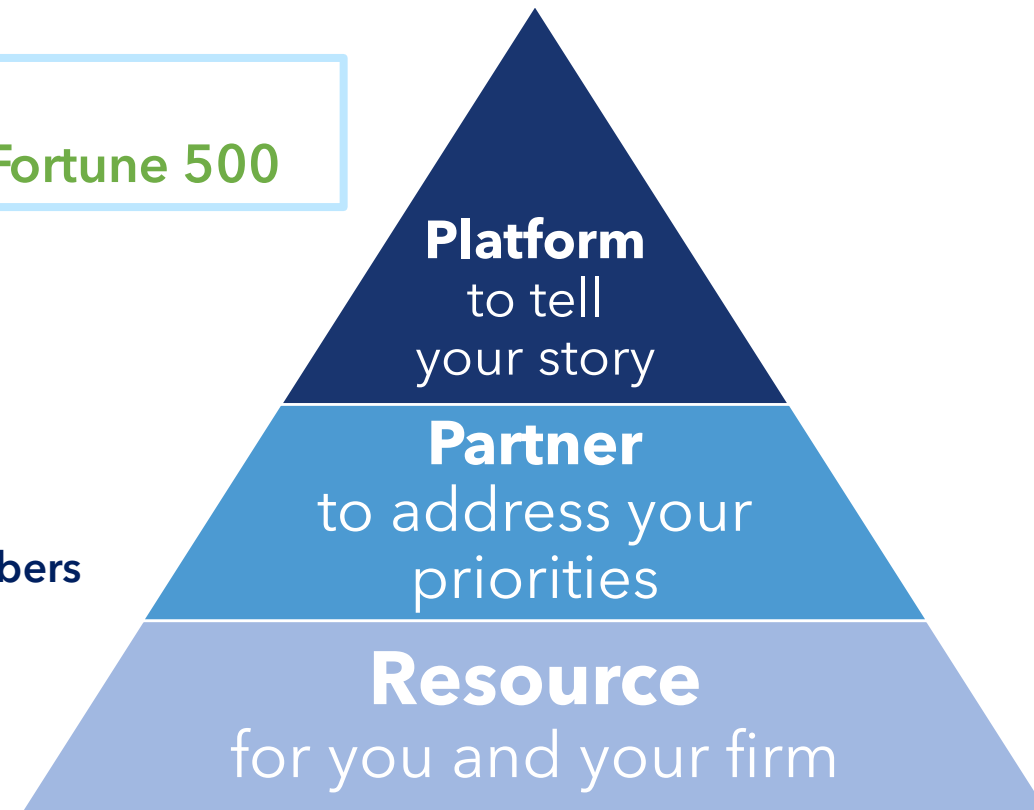 Fortune 500
Platform
to tell
your story
Partner
to address your
priorities
bers
Resource
for you and your firm